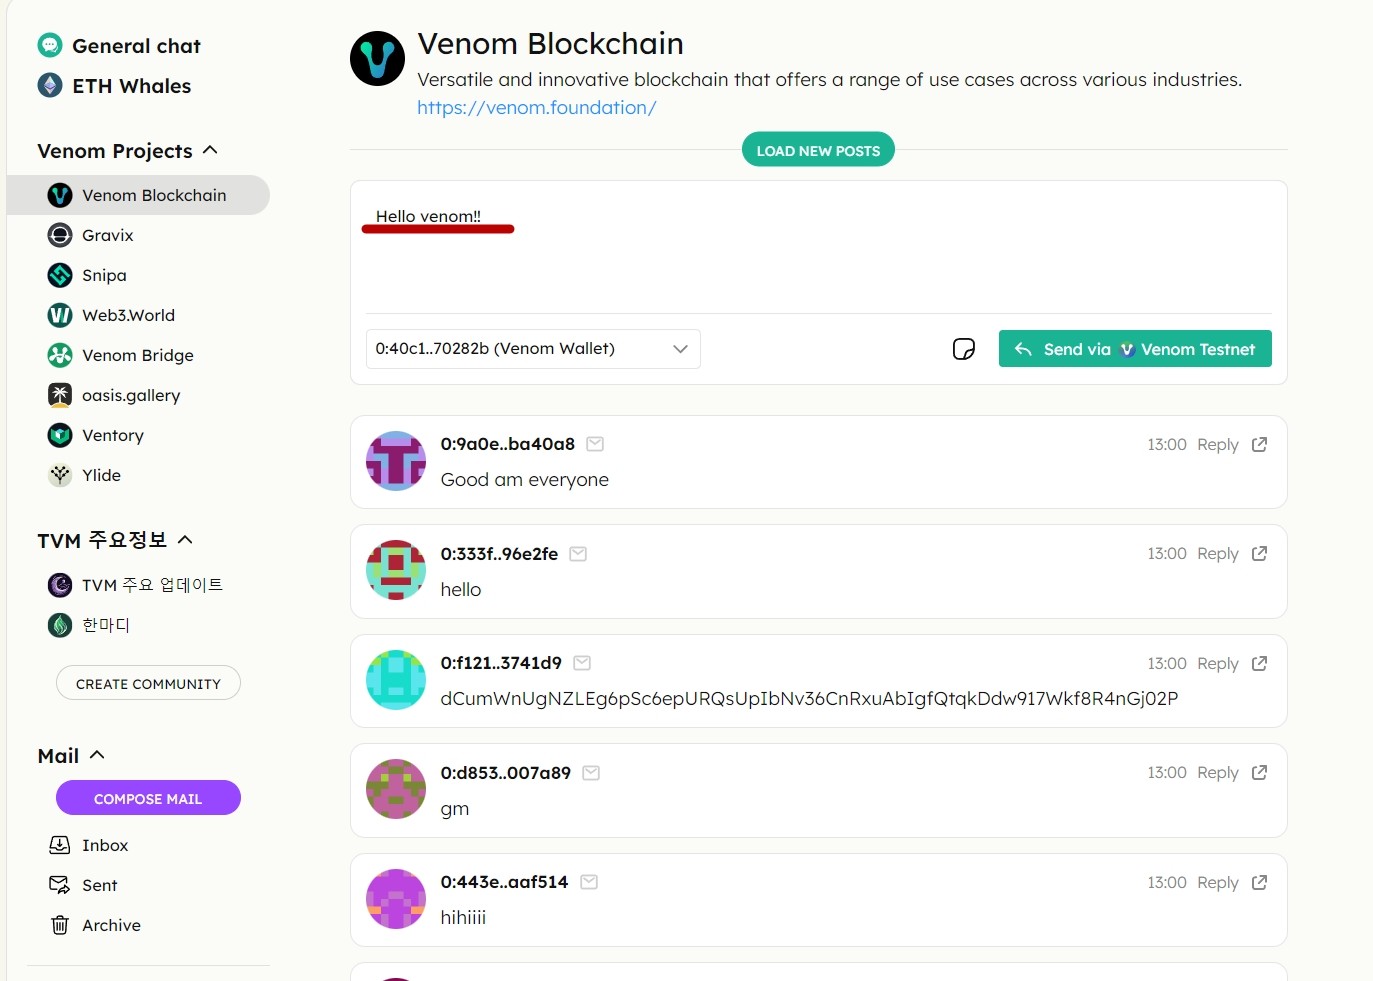 General chat
ETH Whales
Venom Projects
Venom Blockchain
Gravix
Snipa
Web3.World
Venom Bridge
oasis.gallery
Ventory
Ylide
TVM 주요정보
TVM 주요 업데이트
한마디
CREATE COMMUNITY
Mail
COMPOSE MAIL
Inbox
Sent
Archive
Venom Blockchain
Versatile and innovative blockchain that offers a range of use cases across various industries.
https://venom.foundation/
LOAD NEW POSTS
Hello venom!!
0:40c1..70282b (Venom Wallet)
Send via Venom Testnet
0:9a0e..ba40a8 13:00 Reply
Good am everyone
0:333f..96e2fe 13:00 Reply
hello
0:f121..3741d9 13:00 Reply
dCumWnUgNZLEg6pSc6epURQsUpIbNv36CnRxuAbIgfQtqkDdw917Wkf8R4nGj02P
0:d853..007a89 13:00 Reply
gm
0:443e..aaf514 13:00 Reply
hihiiii